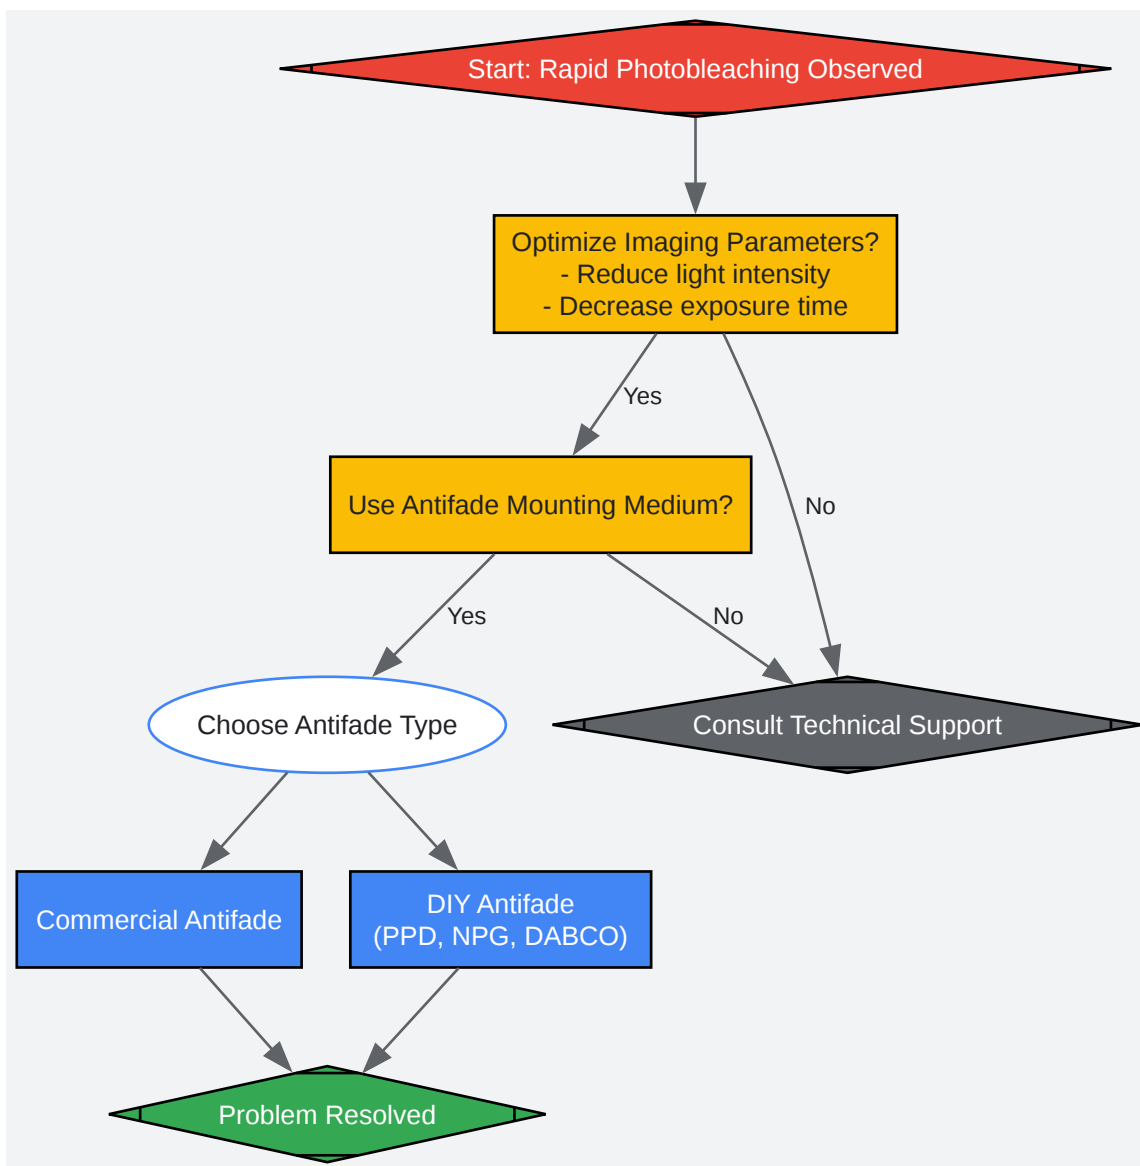 Start: Rapid Photobleaching Observed
Optimize Imaging Parameters?
- Reduce light intensity
- Decrease exposure time
Yes
Use Antifade Mounting Medium?
No
Yes
No
Choose Antifade Type
Consult Technical Support
Commercial Antifade
DIY Antifade
(PPD, NPG, DABCO)
Problem Resolved